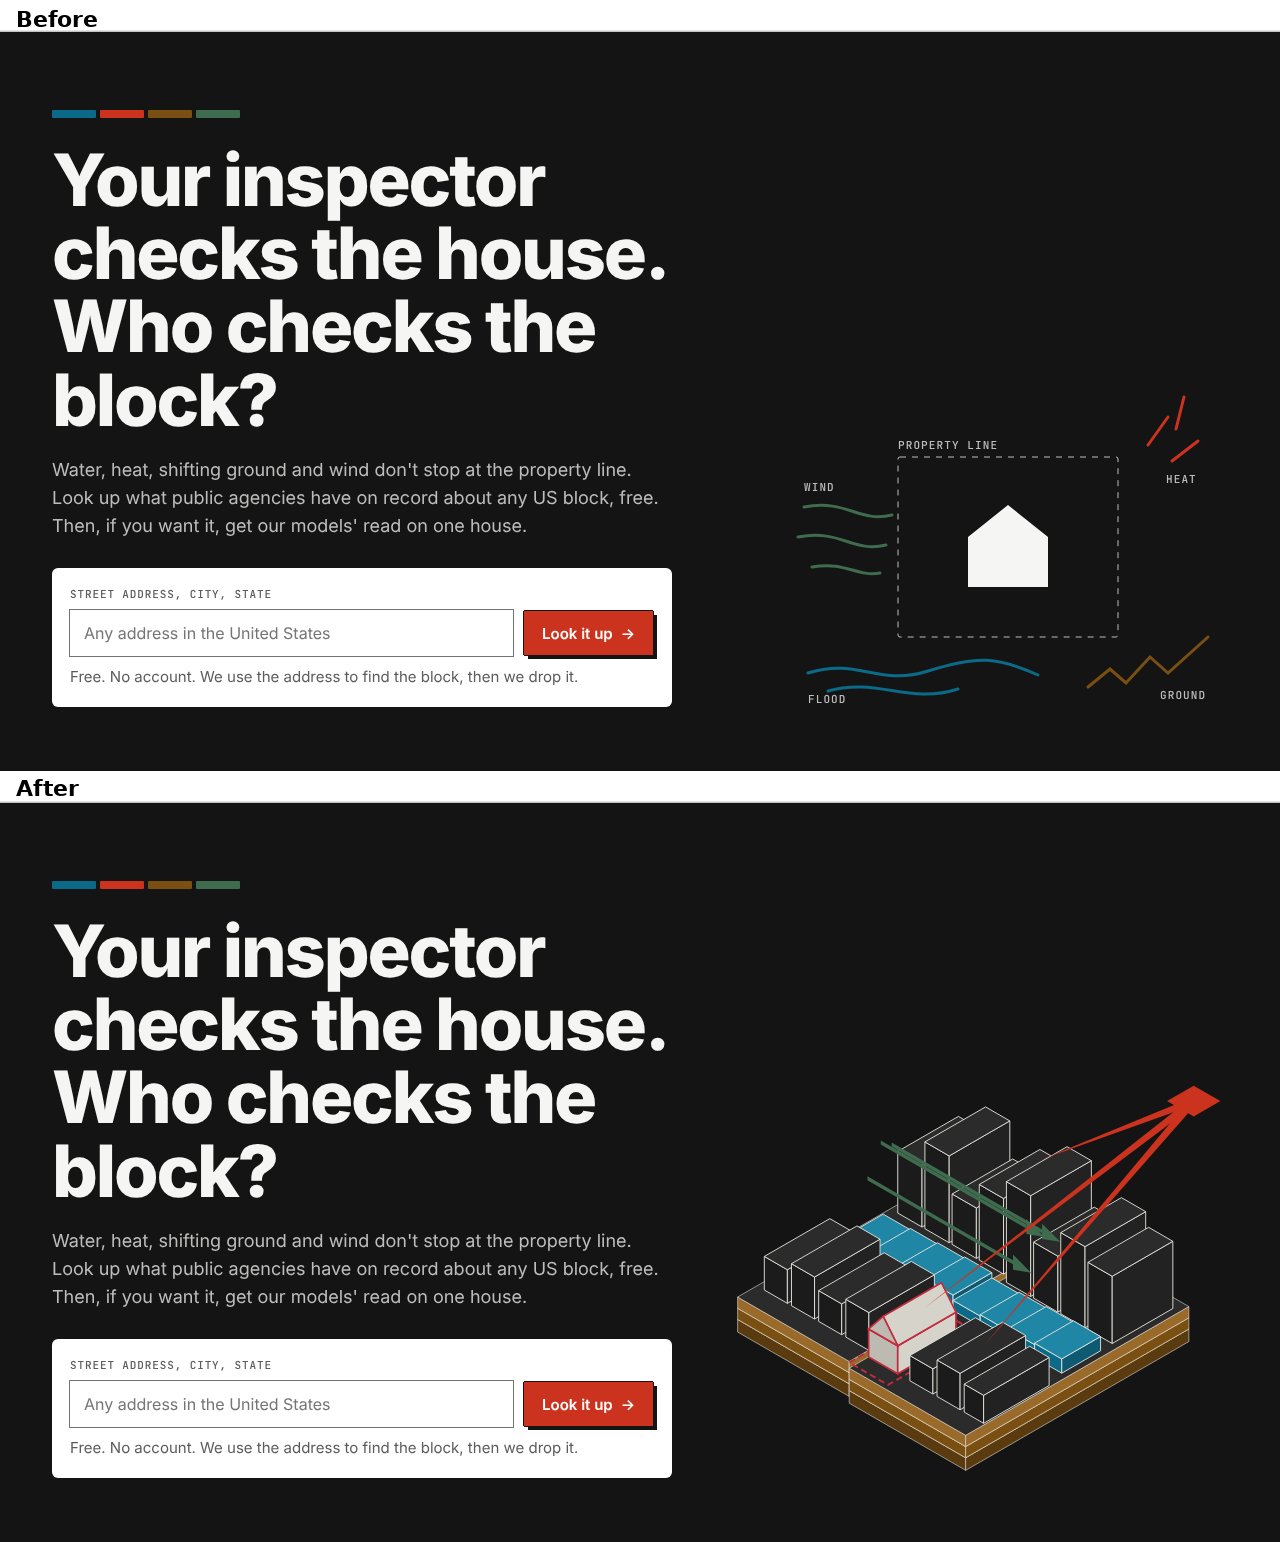 Before
Your inspector
checks the house.
Who checks the
block?
Water, heat, shifting ground and wind don't stop at the property line.
Look up what public agencies have on record about any US block, free.
Then, if you want it, get our models' read on one house.
STREET ADDRESS, CITY, STATE
Any address in the United States
Look it up →
Free. No account. We use the address to find the block, then we drop it.
PROPERTY LINE
HEAT
WIND
FLOOD
GROUND
After
Your inspector
checks the house.
Who checks the
block?
Water, heat, shifting ground and wind don't stop at the property line.
Look up what public agencies have on record about any US block, free.
Then, if you want it, get our models' read on one house.
STREET ADDRESS, CITY, STATE
Any address in the United States
Look it up →
Free. No account. We use the address to find the block, then we drop it.